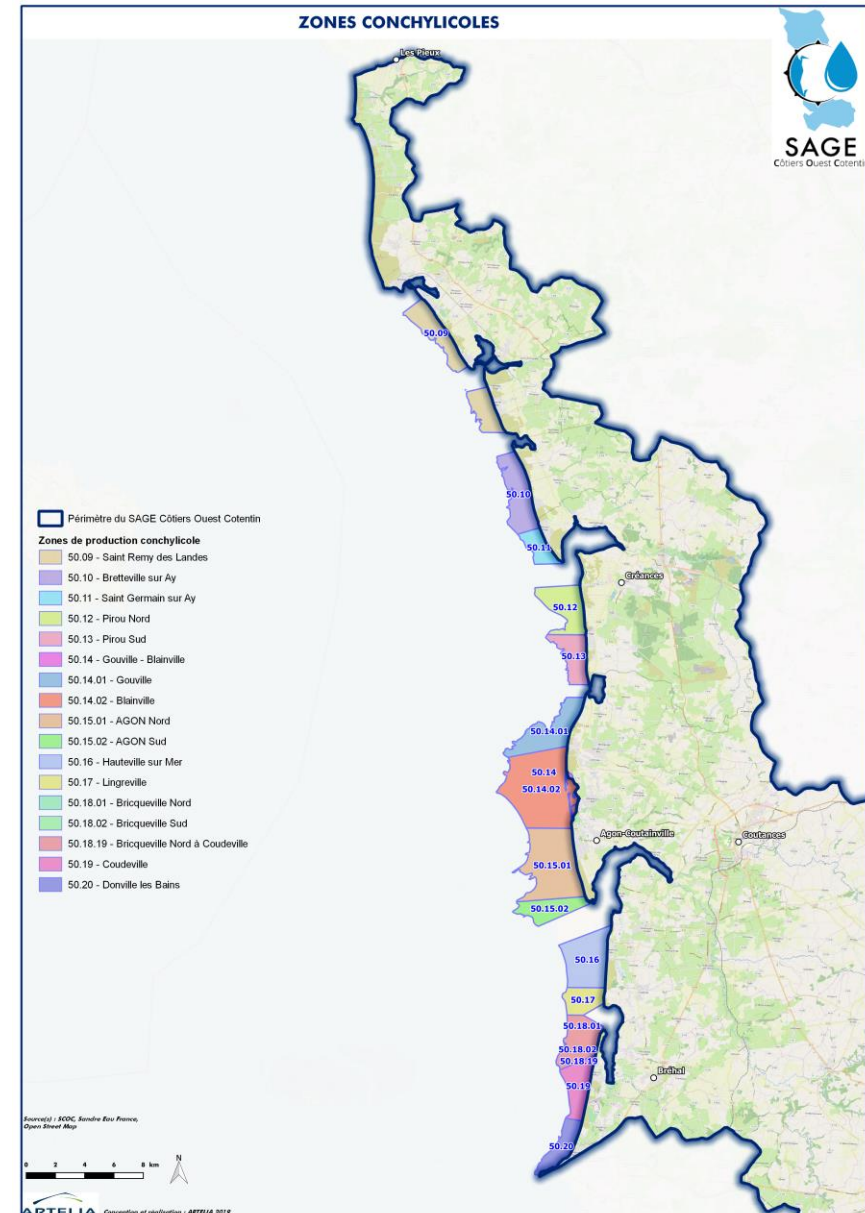 ZONES CONCHYLICOLES
SAGE
Côtiers Ouest Cotentin
Les Pieux
50.09
50.10
50.11
Créances
50.12
50.13
50.14.01
50.14
50.14.02
Agon-Coutainville
Coutances
50.15.01
50.15.02
50.16
50.17
50.18.01
50.18.02
50.18.19
50.19
Bréhal
50.20
Périmètre du SAGE Côtiers Ouest Cotentin
Zones de production conchylicole
50.09 - Saint Remy des Landes
50.10 - Bretteville sur Ay
50.11 - Saint Germain sur Ay
50.12 - Pirou Nord
50.13 - Pirou Sud
50.14 - Gouville - Blainville
50.14.01 - Gouville
50.14.02 - Blainville
50.15.01 - AGON Nord
50.15.02 - AGON Sud
50.16 - Hauteville sur Mer
50.17 - Lingreville
50.18.01 - Bricqueville Nord
50.18.02 - Bricqueville Sud
50.18.19 - Bricqueville Nord à Coudeville
50.19 - Coudeville
50.20 - Donville les Bains
Source(s) : SCOC, Sandre Eau France,
Open Street Map
0 2 4 6 8 km
N
ARTELIA
Conception et réalisation : ARTELIA 2019